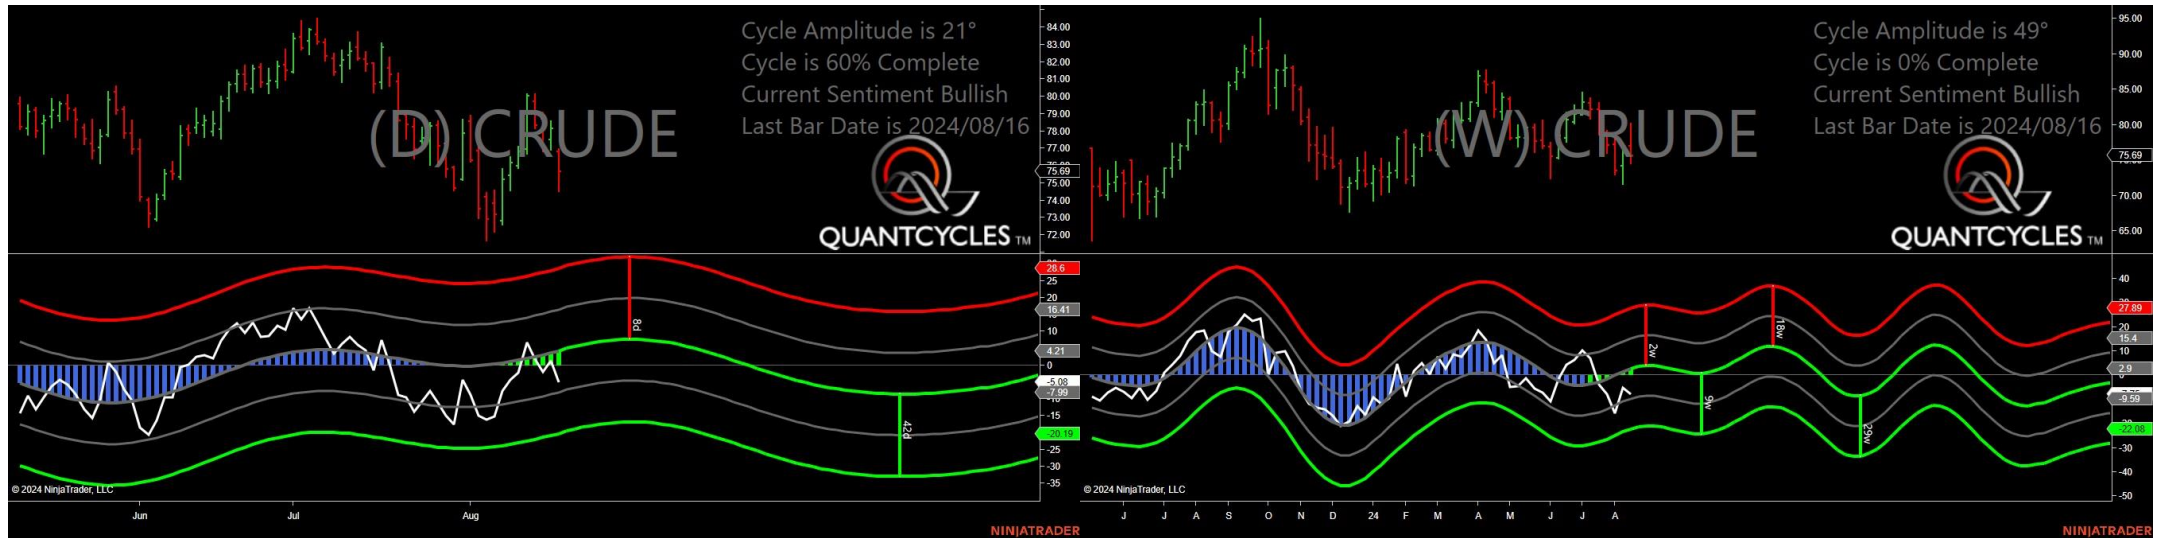 Cycle Amplitude is 21°
Cycle is 60% Complete
Current Sentiment Bullish
Last Bar Date is 2024/08/16
(D) CRUDE
QUANTCYCLES TM
84.00
83.00
82.00
81.00
80.00
79.00
78.00
77.00
75.69
75.00
74.00
73.00
72.00
28.6
25
20
16.41
10
4.21
0
-5.08
-7.99
-15
-20.19
-25
-30
-35
8d
42d
© 2024 NinjaTrader, LLC
Jun
Jul
Aug
NINJATRADER
Cycle Amplitude is 49°
Cycle is 0% Complete
Current Sentiment Bullish
Last Bar Date is 2024/08/16
(W) CRUDE
QUANTCYCLES TM
95.00
90.00
85.00
80.00
75.69
70.00
65.00
40
27.89
20
15.4
10
2.9
-9.59
-22.08
-30
-40
-50
2w
9w
18w
29w
© 2024 NinjaTrader, LLC
J J A S O N D 24 F M A M J J A
NINJATRADER